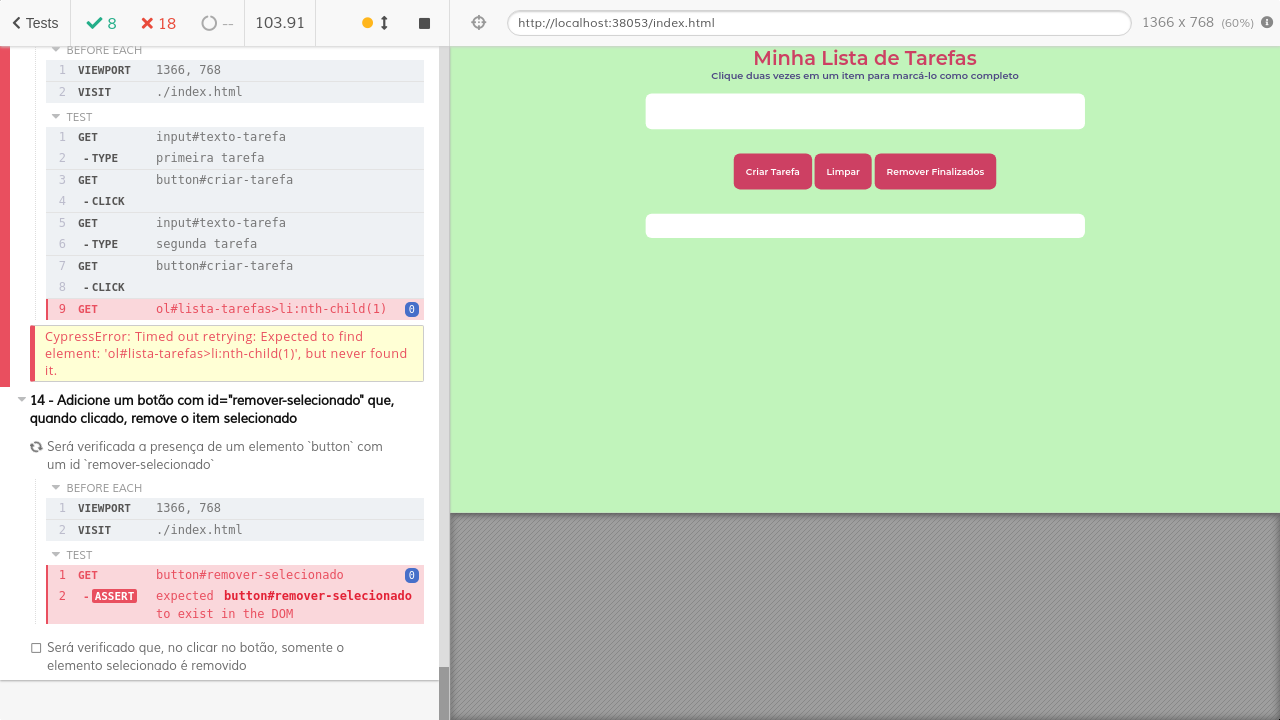 Tests
8
18
--
103.91
http://localhost:38053/index.html
1366 x 768 (60%)
BEFORE EACH
1 VIEWPORT 1366, 768
2 VISIT ./index.html
TEST
1 GET input#texto-tarefa
2 -TYPE primeira tarefa
3 GET button#criar-tarefa
4 -CLICK
5 GET input#texto-tarefa
6 -TYPE segunda tarefa
7 GET button#criar-tarefa
8 -CLICK
9 GET ol#lista-tarefas>li:nth-child(1) 0
CypressError: Timed out retrying: Expected to find
element: 'ol#lista-tarefas>li:nth-child(1)', but never found
it.
14 - Adicione um botão com id="remover-selecionado" que,
quando clicado, remove o item selecionado
Será verificada a presença de um elemento `button` com
um id `remover-selecionado`
BEFORE EACH
1 VIEWPORT 1366, 768
2 VISIT ./index.html
TEST
1 GET button#remover-selecionado 0
2 -ASSERT expected button#remover-selecionado
to exist in the DOM
Será verificado que, no clicar no botão, somente o
elemento selecionado é removido
Minha Lista de Tarefas
Clique duas vezes em um item para marcá-lo como completo
Criar Tarefa
Limpar
Remover Finalizados